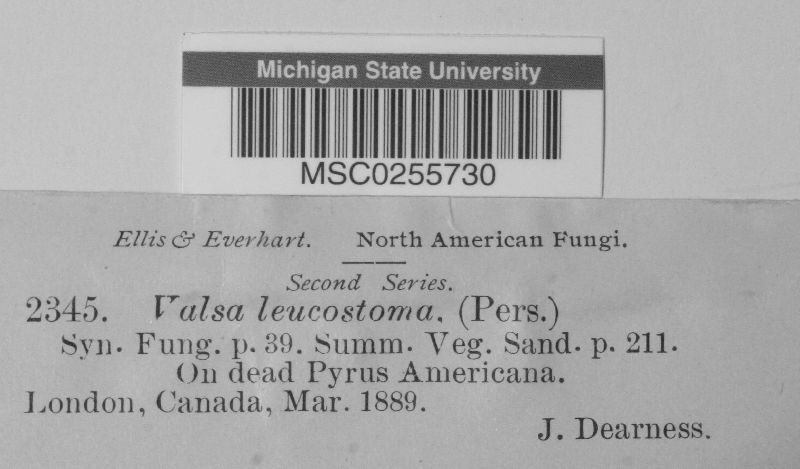 Michigan State University
MSC0255730
Ellis & Everhart. North American Fungi.
Second Series.
2345. Valsa leucostoma, (Pers.)
Syn. Fung. p. 39. Summ. Veg. Sand. p. 211.
On dead Pyrus Americana.
London, Canada, Mar. 1889.
J. Dearness.